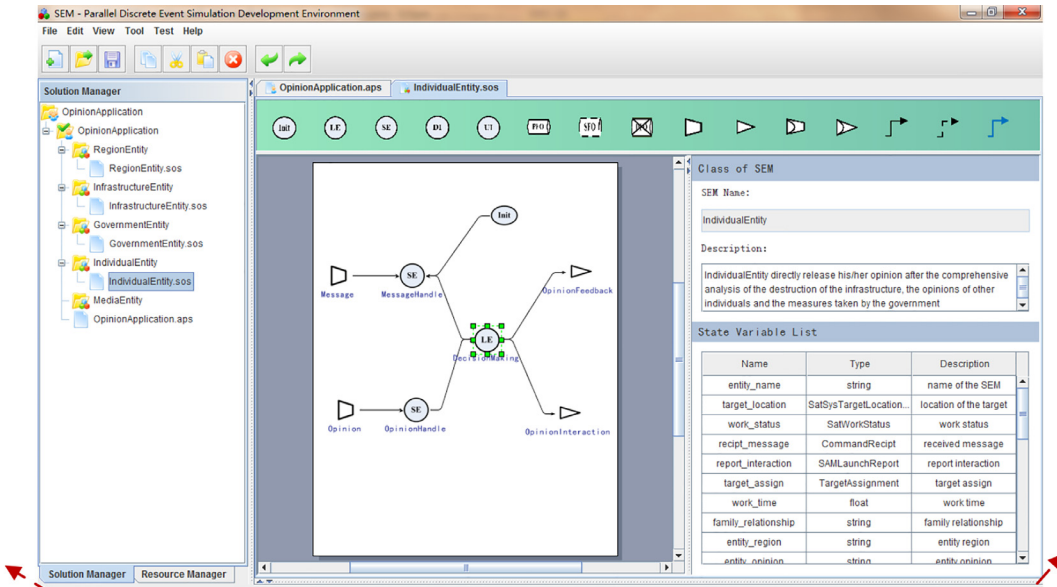 SEM - Parallel Discrete Event Simulation Development Environment
File Edit View Tool Test Help
Solution Manager
OpinionApplication
OpinionApplication
RegionEntity
RegionEntity.sos
InfrastructureEntity
InfrastructureEntity.sos
GovernmentEntity
GovernmentEntity.sos
IndividualEntity
IndividualEntity.sos
MediaEntity
OpinionApplication.aps
Solution Manager Resource Manager
OpinionApplication.aps IndividualEntity.sos
Init LE SE DI UI PIO SFO
Init
SE
Message MessageHandle
OpinionFeedback
LE
DecisionMaking
SE
Opinion OpinionHandle
OpinionInteraction
Class of SEM
SEM Name:
IndividualEntity
Description:
IndividualEntity directly release his/her opinion after the comprehensive
analysis of the destruction of the infrastructure, the opinions of other
individuals and the measures taken by the government
State Variable List
Name Type Description
entity_name string name of the SEM
target_location SatSysTargetLocation... location of the target
work_status SatWorkStatus work status
recipt_message CommandRecipt received message
report_interaction SAMLaunchReport report interaction
target_assign TargetAssignment target assign
work_time float work time
family_relationship string family relationship
entity_region string entity region
entity_opinion string entity opinion